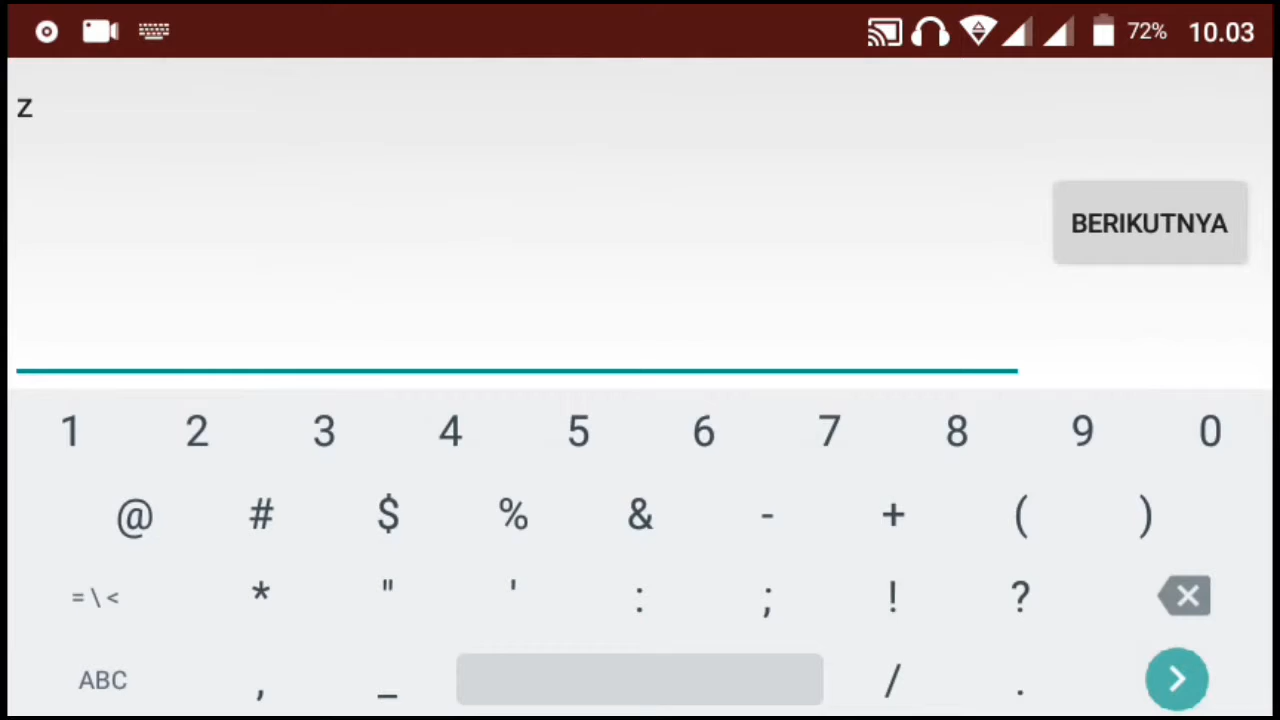 72% 10.03
z
BERIKUTNYA
1 2 3 4 5 6 7 8 9 0
@ # $ % & - + ( )
=\< * " ' : ; ! ?
ABC , _ / .